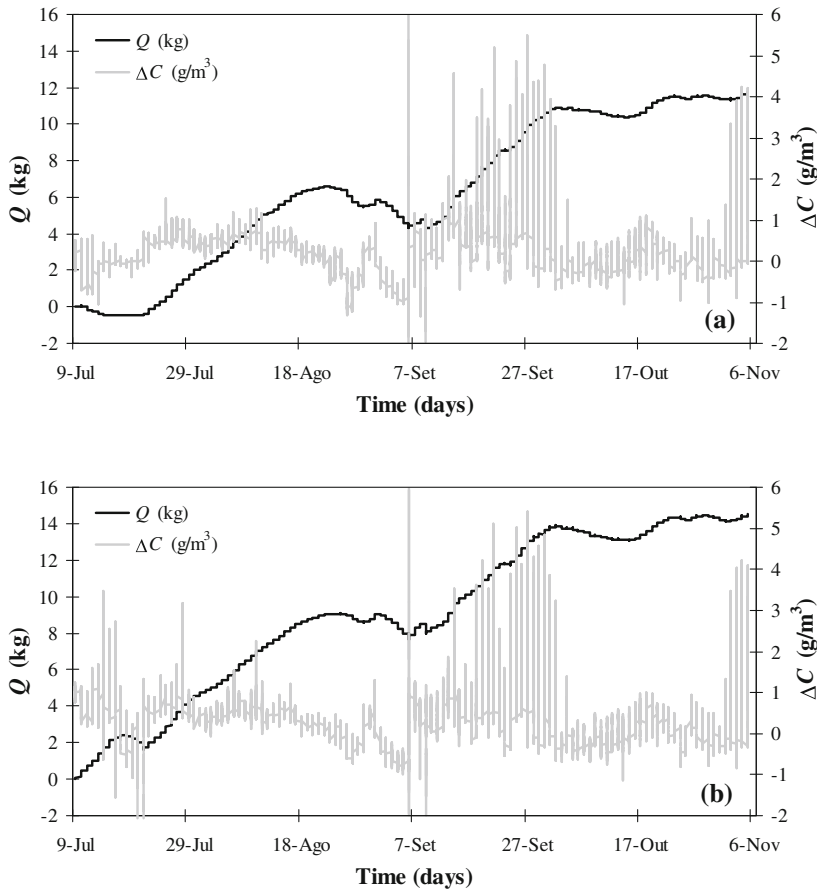 16
14
12
10
8
6
4
2
0
-2
Q (kg)
Q (kg)
ΔC (g/m³)
6
5
4
3
2
1
0
-1
-2
ΔC (g/m³)
(a)
9-Jul 29-Jul 18-Ago 7-Set 27-Set 17-Out 6-Nov
Time (days)
16
14
12
10
8
6
4
2
0
-2
Q (kg)
Q (kg)
ΔC (g/m³)
6
5
4
3
2
1
0
-1
-2
ΔC (g/m³)
(b)
9-Jul 29-Jul 18-Ago 7-Set 27-Set 17-Out 6-Nov
Time (days)